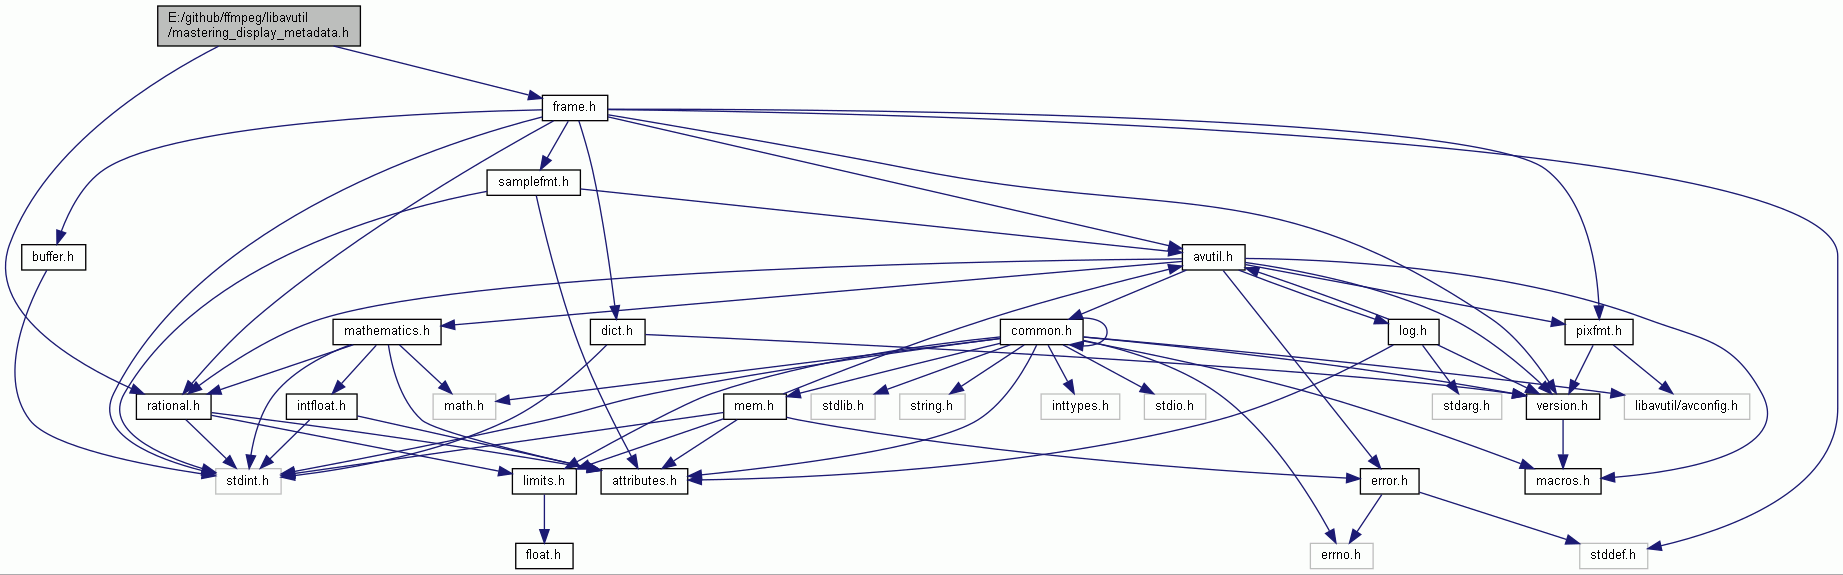 E:/github/ffmpeg/libavutil
/mastering_display_metadata.h
frame.h
samplefmt.h
buffer.h
avutil.h
mathematics.h
dict.h
common.h
log.h
pixfmt.h
rational.h
intfloat.h
math.h
mem.h
stdlib.h
string.h
inttypes.h
stdio.h
stdarg.h
version.h
libavutil/avconfig.h
stdint.h
limits.h
attributes.h
error.h
macros.h
float.h
errno.h
stddef.h